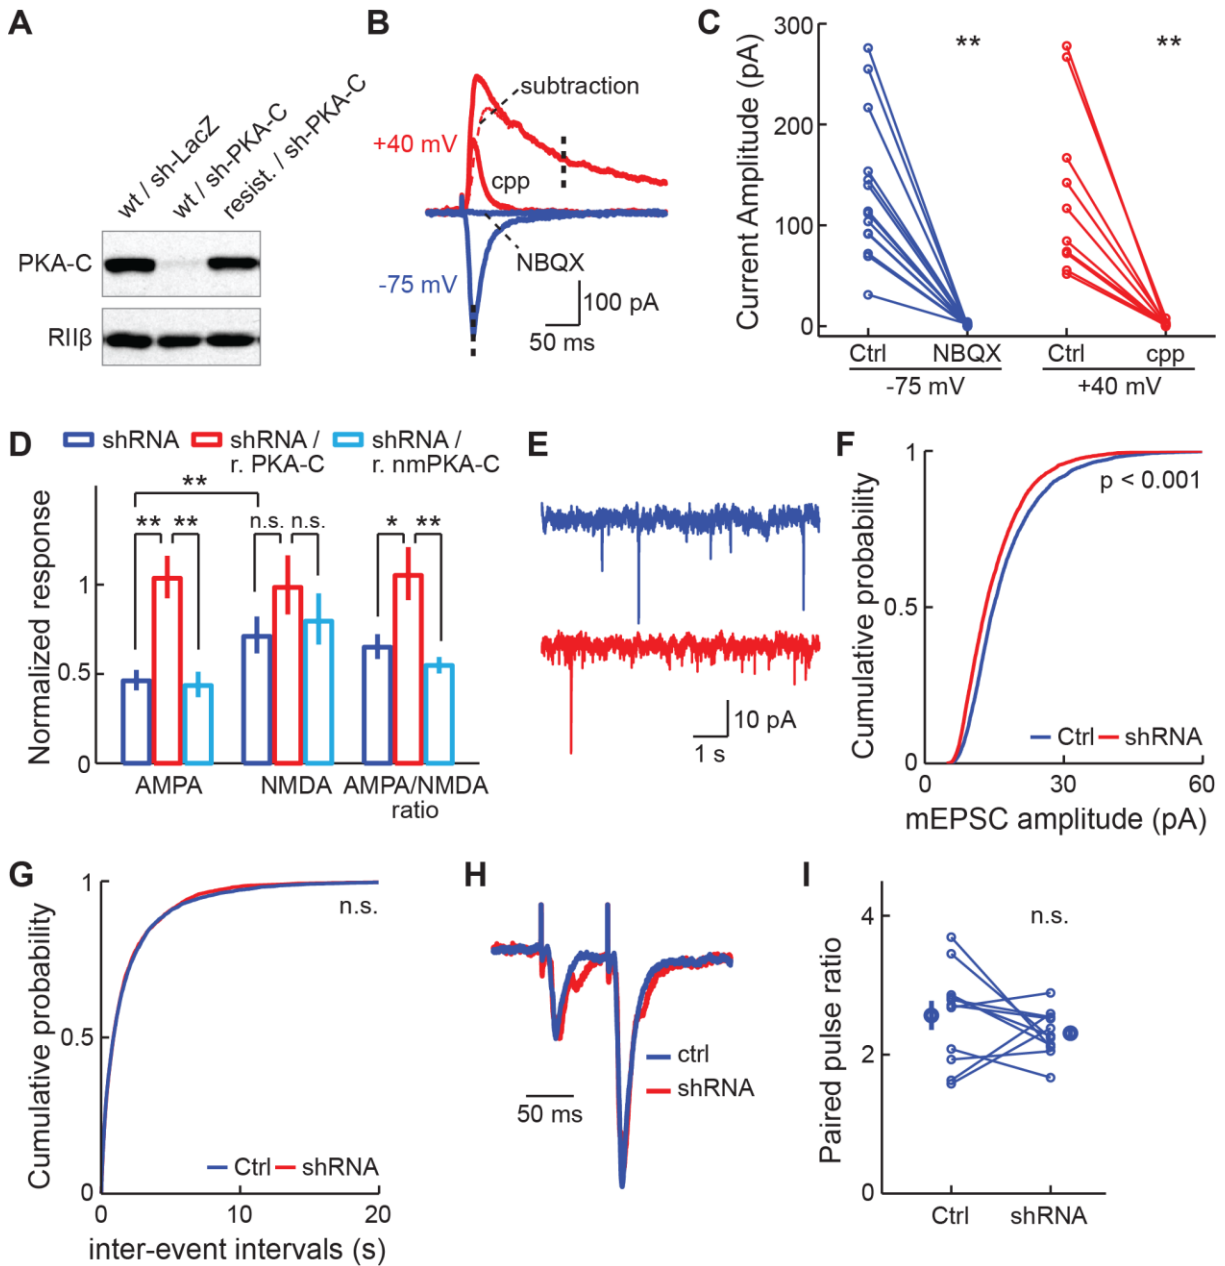 A
wt / sh-LacZ
wt / sh-PKA-C
resist. / sh-PKA-C
PKA-C
RIIβ
B
subtraction
+40 mV
cpp
NBQX
-75 mV
100 pA
50 ms
C
Current Amplitude (pA)
300
200
100
0
** **
Ctrl NBQX Ctrl cpp
-75 mV +40 mV
D
shRNA shRNA / r. PKA-C shRNA / r. nmPKA-C
Normalized response
1
0.5
0
**
** ** n.s. n.s. * **
AMPA NMDA AMPA/NMDA
ratio
E
10 pA
1 s
F
Cumulative probability
1
0.5
0
p < 0.001
Ctrl shRNA
0 30 60
mEPSC amplitude (pA)
G
Cumulative probability
1
0.5
0
n.s.
Ctrl shRNA
0 10 20
inter-event intervals (s)
H
ctrl
shRNA
50 ms
I
Paired pulse ratio
4
2
0
n.s.
Ctrl shRNA